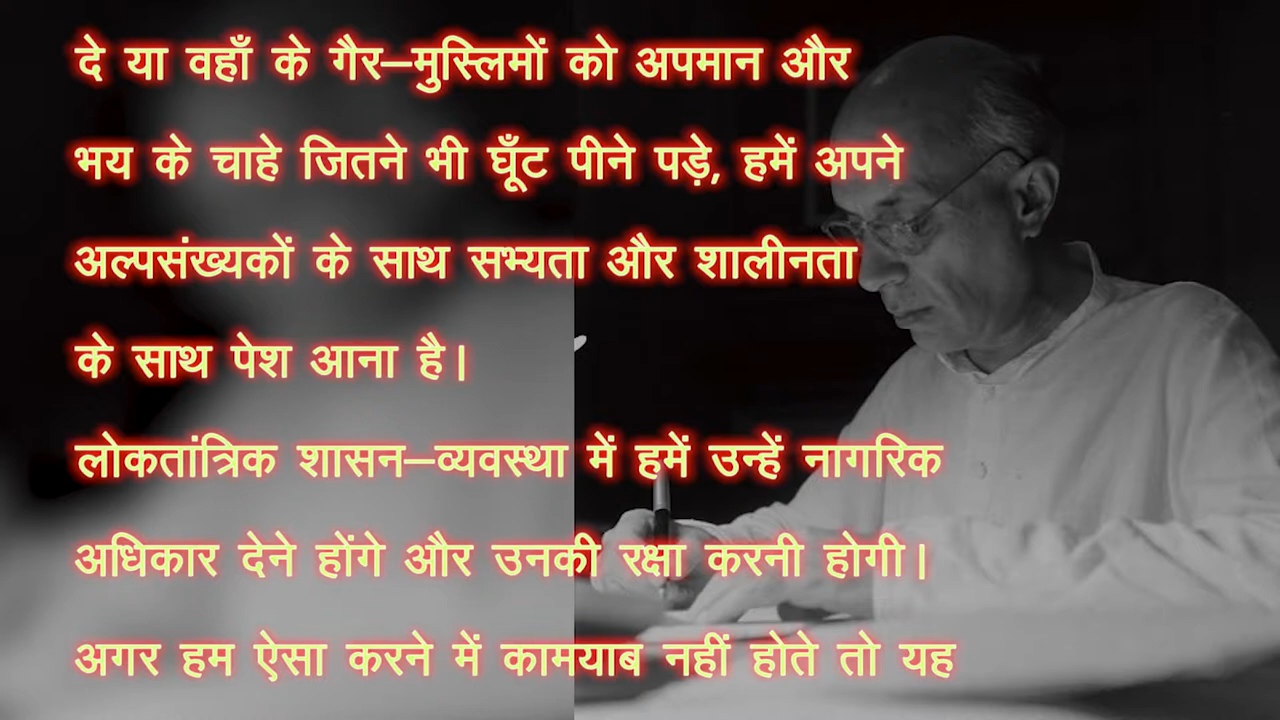 दे या वहाँ के गैर–मुस्लिमों को अपमान और
भय के चाहे जितने भी घूँट पीने पड़े, हमें अपने
अल्पसंख्यकों के साथ सभ्यता और शालीनता
के साथ पेश आना है।
लोकतांत्रिक शासन–व्यवस्था में हमें उन्हें नागरिक
अधिकार देने होंगे और उनकी रक्षा करनी होगी।
अगर हम ऐसा करने में कामयाब नहीं होते तो यह